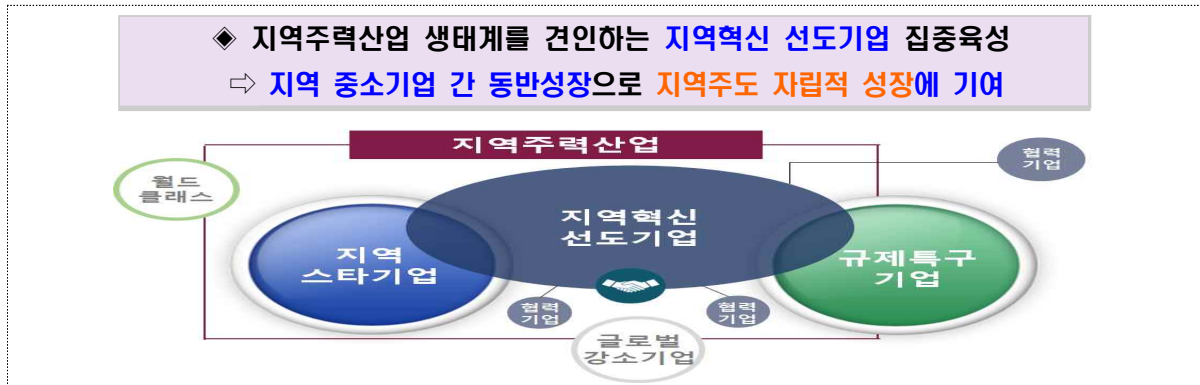 ◈ 지역주력산업 생태계를 견인하는 지역혁신 선도기업 집중육성
⇨ 지역 중소기업 간 동반성장으로 지역주도 자립적 성장에 기여
지역주력산업
협력
기업
월드
클래스
지역혁신
선도기업
지역
스타기업
규제특구
기업
협력
기업
협력
기업
글로벌
강소기업